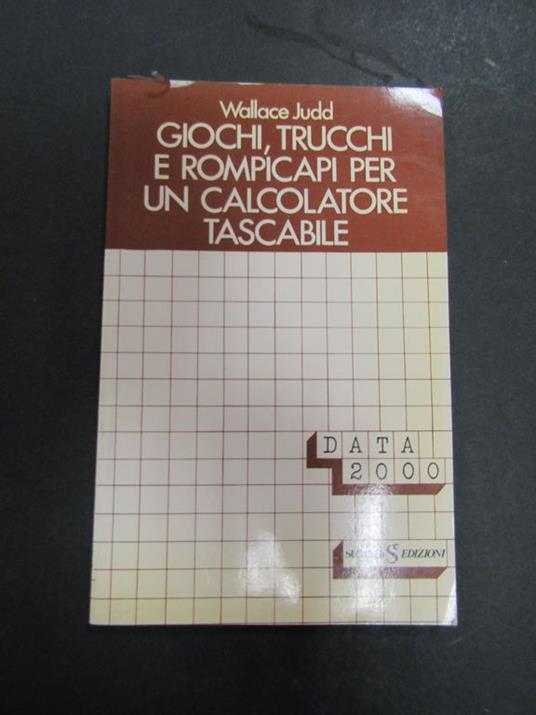 Wallace Judd
GIOCHI, TRUCCHI
E ROMPICAPI PER
UN CALCOLATORE
TASCABILE
DATA
2000
EDIZIONI